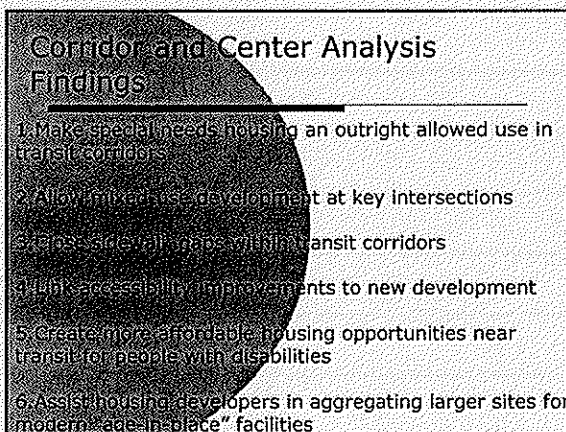 Corridor and Center Analysis
Findings
1.Make special needs housing an outright allowed use in
transit corridors
2.Allow mixed use development at key intersections
3.Close sidewalk gaps within transit corridors
4.Link accessibility improvements to new development
5.Create more affordable housing opportunities near
transit for people with disabilities
6.Assist housing developers in aggregating larger sites for
modern "age-in-place" facilities